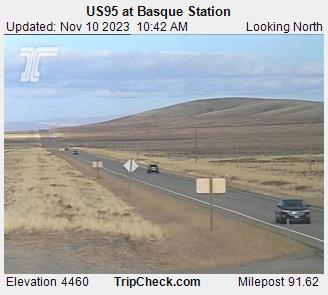 US95 at Basque Station
Updated: Nov 10 2023 10:42 AM Looking North
Elevation 4460 TripCheck.com Milepost 91.62